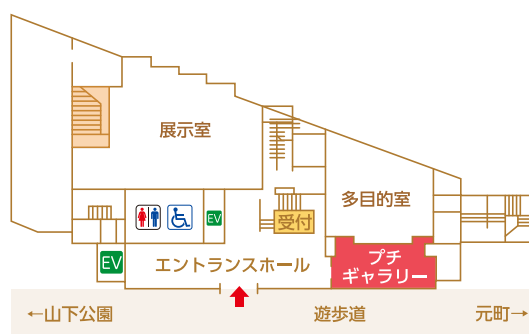 展示室
多目的室
EV
受付
EV
エントランスホール
プチ
ギャラリー
←山下公園
遊歩道
元町→